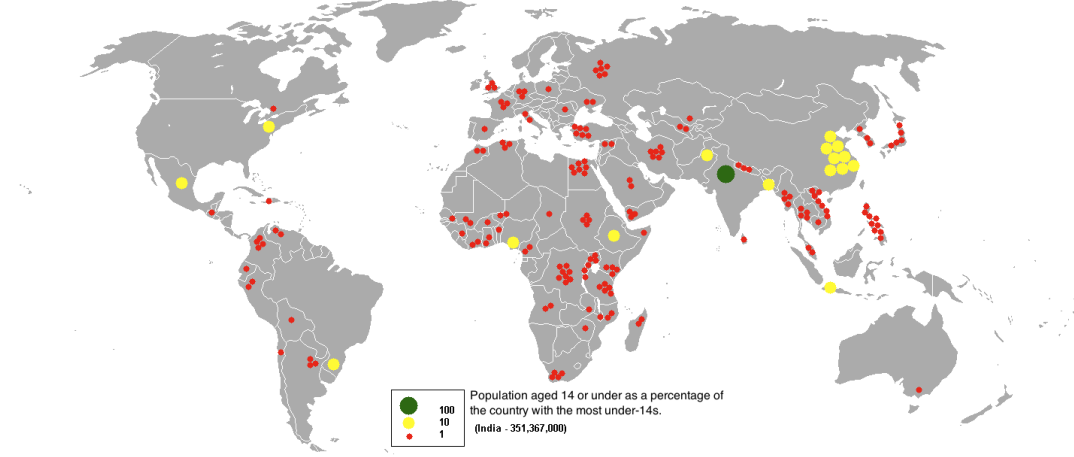 Population aged 14 or under as a percentage of
the country with the most under-14s.
(India - 351,367,000)
100
10
1